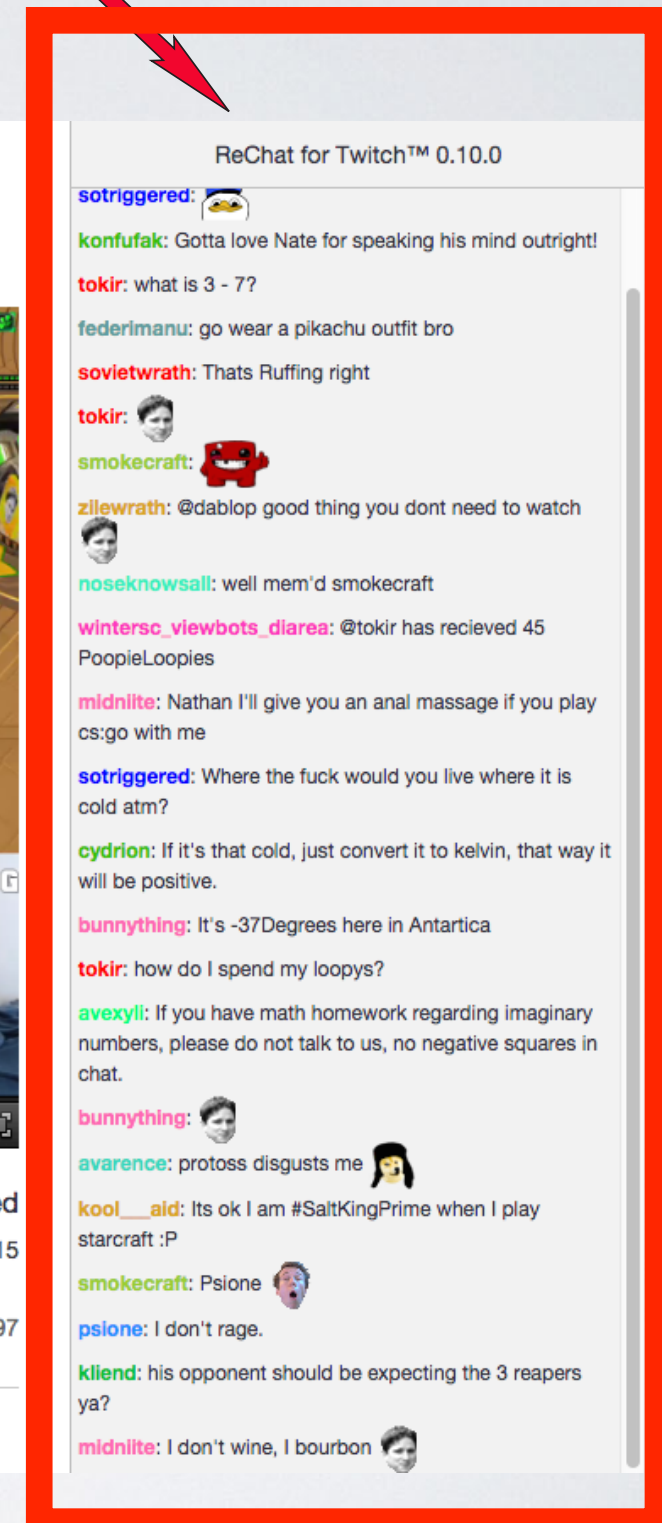 ReChat for Twitch™ 0.10.0
sotriggered:
konfufak: Gotta love Nate for speaking his mind outright!
tokir: what is 3 - 7?
federimanu: go wear a pikachu outfit bro
sovietwrath: Thats Ruffing right
tokir:
smokecraft:
zilewrath: @dablop good thing you dont need to watch
noseknowsall: well mem'd smokecraft
wintersc_viewbots_diarea: @tokir has recieved 45
PoopieLoopies
midniite: Nathan I'll give you an anal massage if you play
cs:go with me
sotriggered: Where the fuck would you live where it is
cold atm?
cydrion: If it's that cold, just convert it to kelvin, that way it
will be positive.
bunnything: It's -37Degrees here in Antartica
tokir: how do I spend my loopys?
avexyli: If you have math homework regarding imaginary
numbers, please do not talk to us, no negative squares in
chat.
bunnything:
avarence: protoss disgusts me
kool___aid: Its ok I am #SaltKingPrime when I play
starcraft :P
smokecraft: Psione
psione: I don't rage.
kliend: his opponent should be expecting the 3 reapers
ya?
midniite: I don't wine, I bourbon